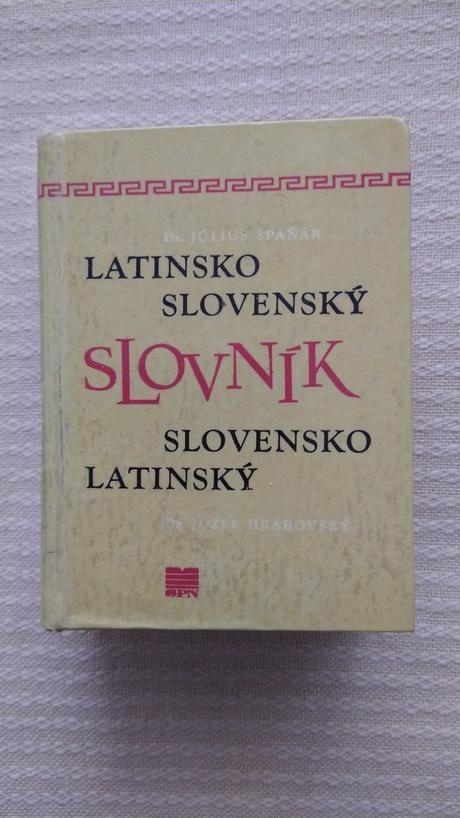 Dr. JÚLIUS ŠPAŇÁR
LATINSKO
SLOVENSKÝ
SLOVNÍK
SLOVENSKO
LATINSKÝ
Dr. JOZEF HRABOVSKÝ
SPN